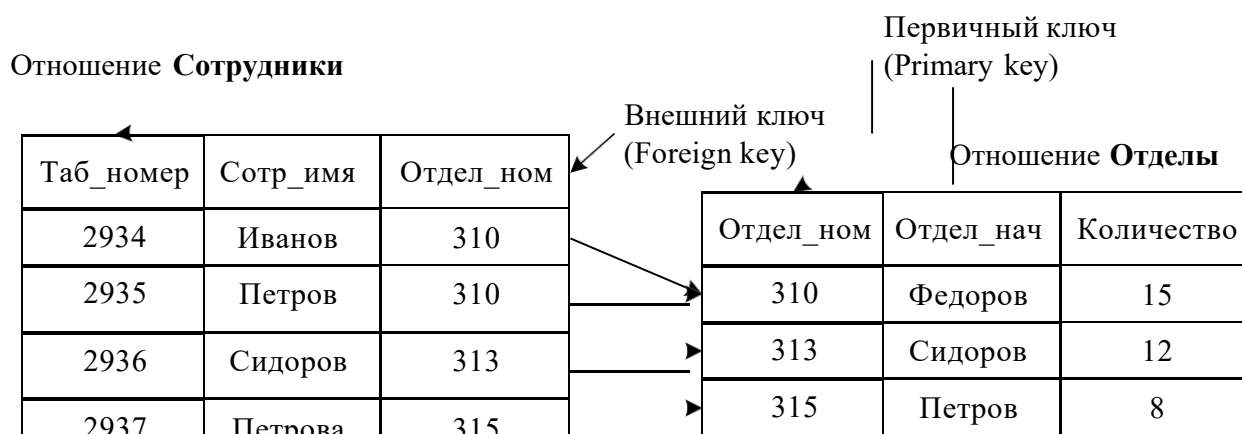 Первичный ключ
(Primary key)
Отношение Сотрудники
Внешний ключ
(Foreign key)
Отношение Отделы
Таб_номер Сотр_имя Отдел_ном
2934 Иванов 310
2935 Петров 310
2936 Сидоров 313
2937 Петрова 315
Отдел_ном Отдел_нач Количество
310 Федоров 15
313 Сидоров 12
315 Петров 8